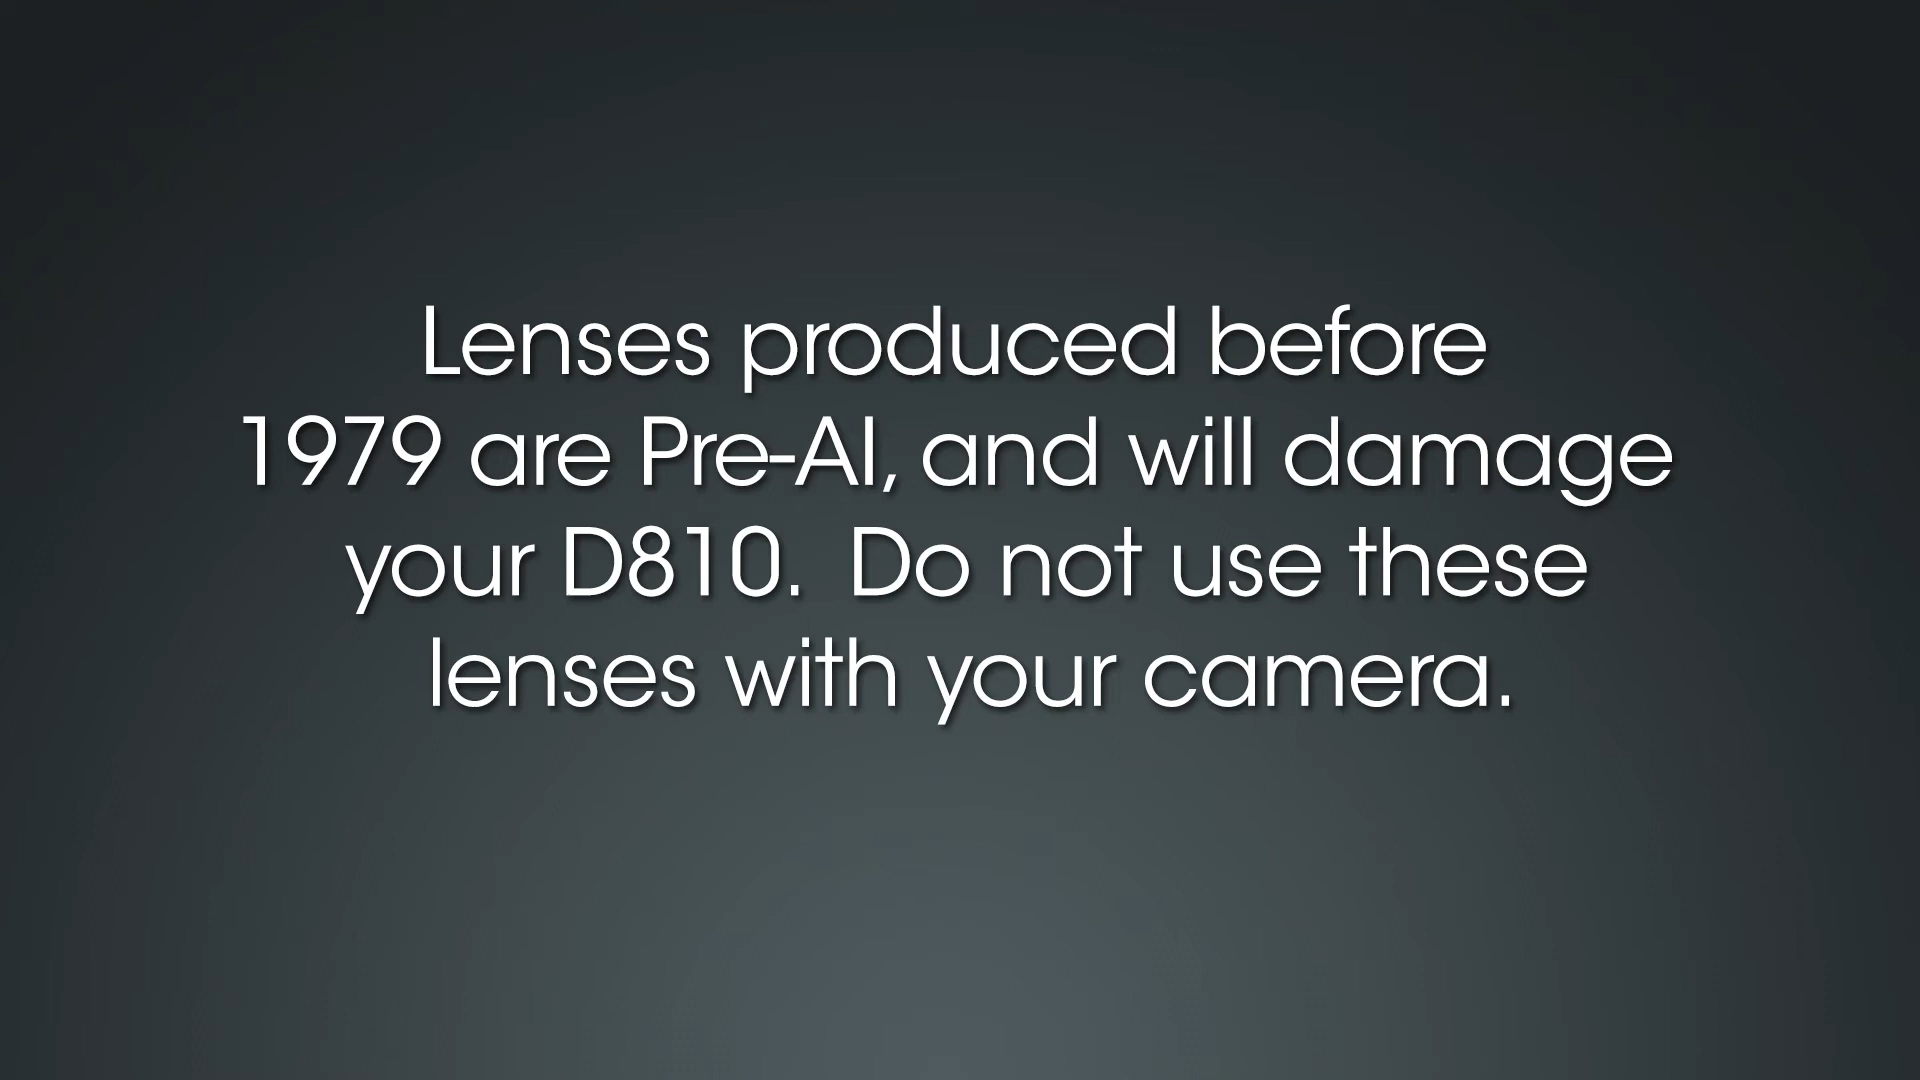 Lenses produced before
1979 are Pre-AI, and will damage
your D810.  Do not use these
lenses with your camera.